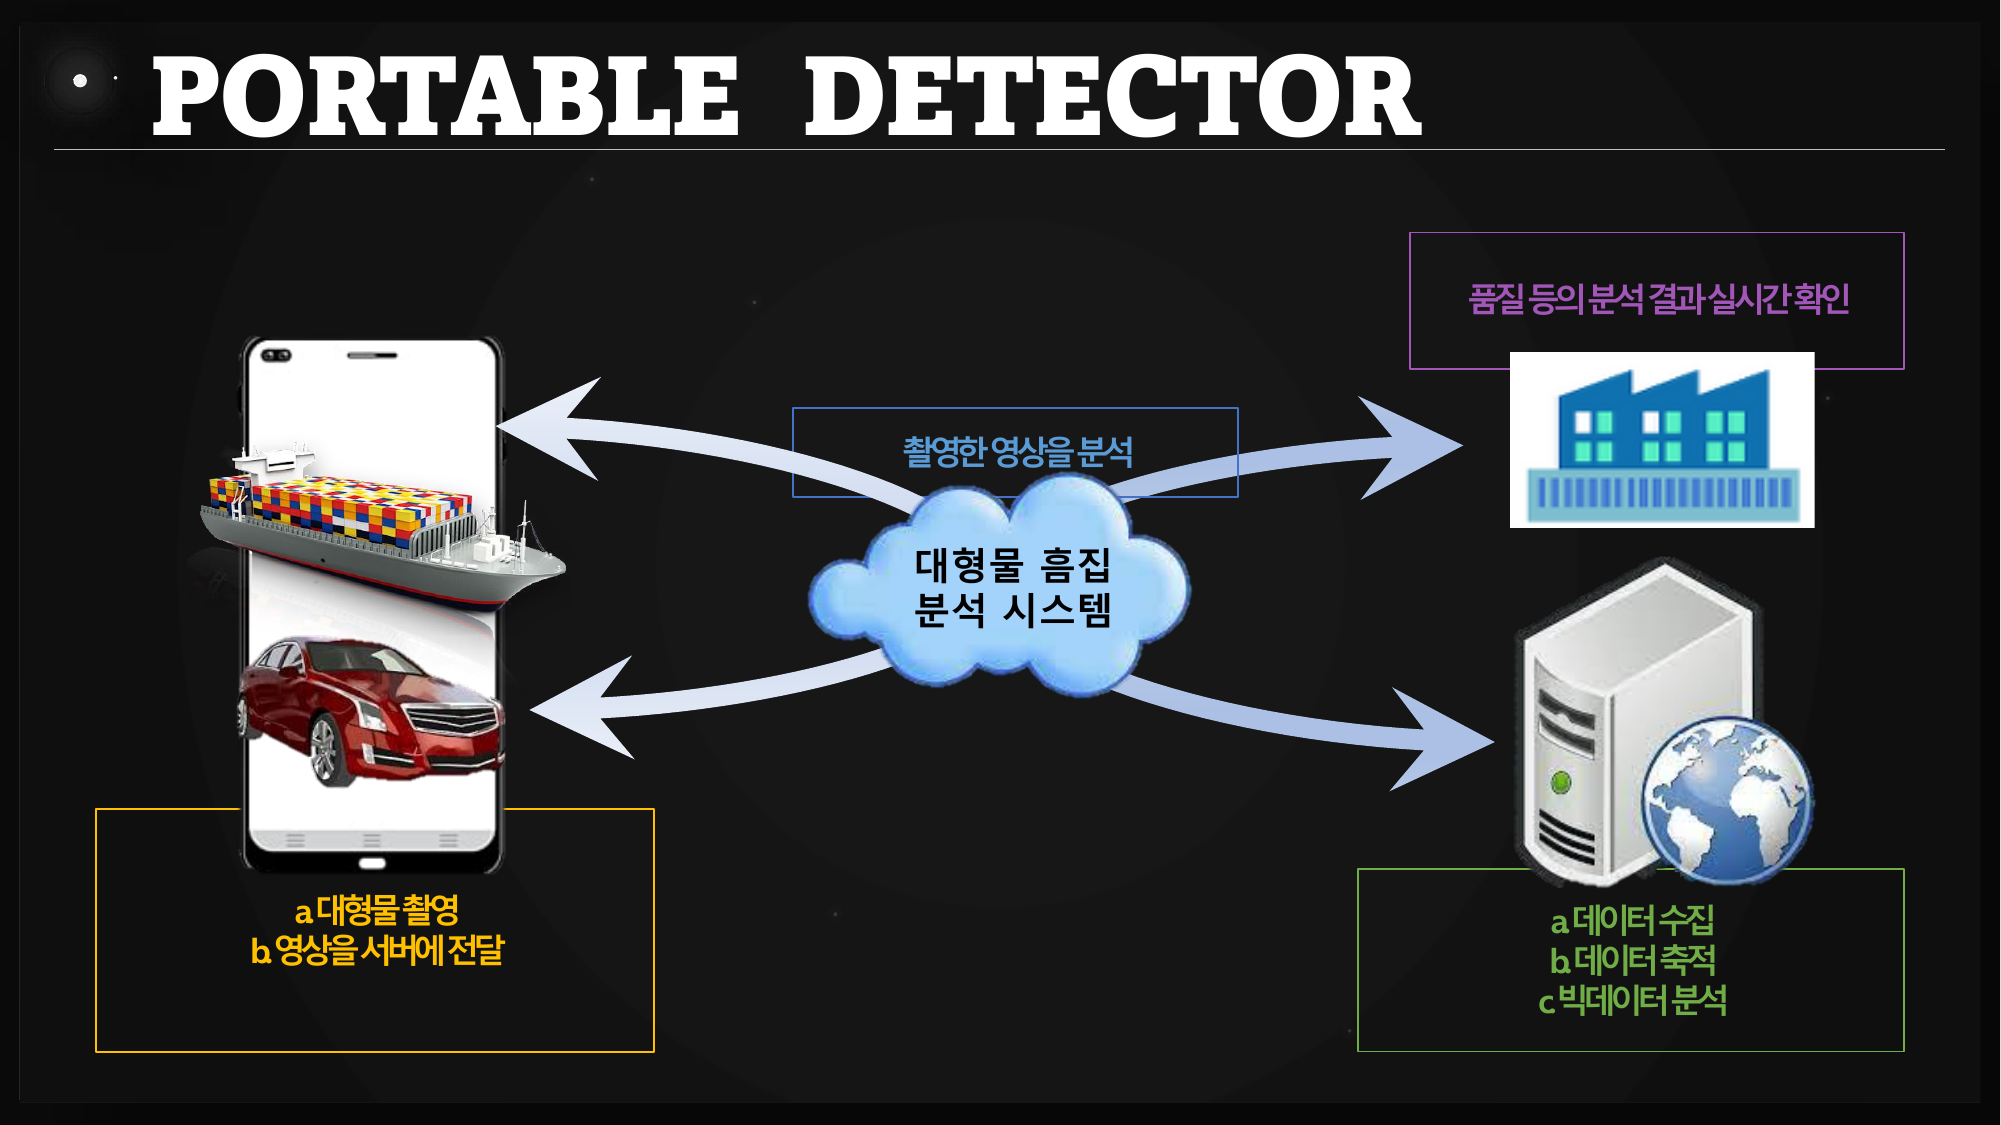 PORTABLE DETECTOR
품질 등의 분석 결과 실시간 확인
촬영한 영상을 분석
대형물 흠집
분석 시스템
a 대형물 촬영
b.영상을 서버에 전달
a 데이터 수집
b.데이터 축적
c 빅데이터 분석